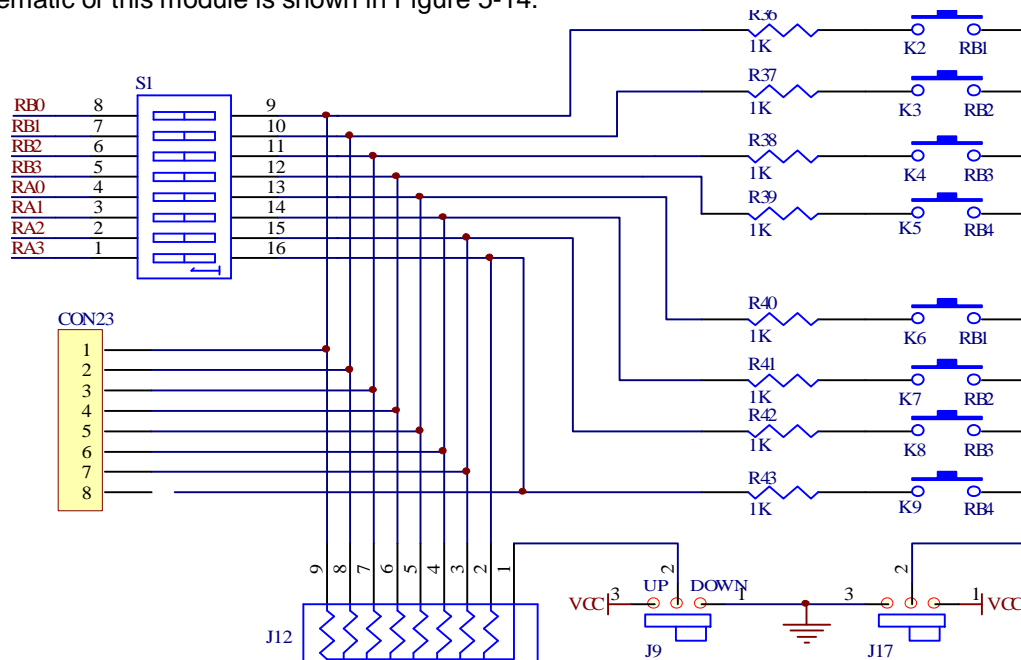 ematic of this module is shown in Figure 5-14.
R36
1K
K2 RB1
S1
R37
1K
K3 RB2
RB0 8 9
RB1 7 10
RB2 6 11
RB3 5 12
RA0 4 13
RA1 3 14
RA2 2 15
RA3 1 16
R38
1K
K4 RB3
R39
1K
K5 RB4
CON23
1
2
3
4
5
6
7
8
R40
1K
K6 RB1
R41
1K
K7 RB2
R42
1K
K8 RB3
R43
1K
K9 RB4
9 8 7 6 5 4 3 2 1
J12
VCC 3 UP 2 DOWN 1
J9
3 2 1 VCC
J17